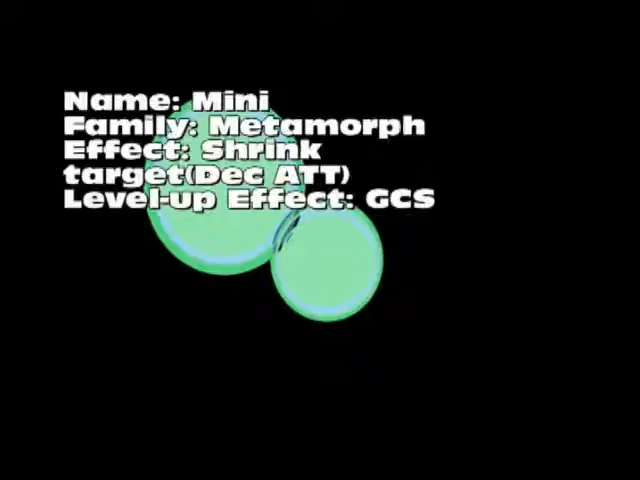 Name: Mini
Family: Metamorph
Effect: Shrink
target(Dec ATT)
Level-up Effect: GCS